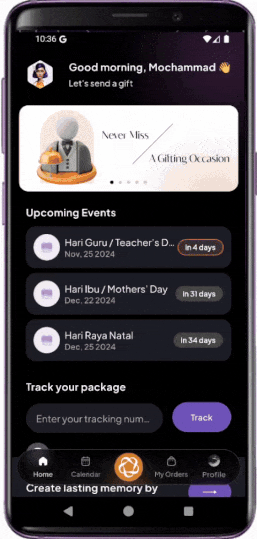 10:36 G
Good morning, Mochammad 👋
Let's send a gift
Never Miss
A Gifting Occasion
Upcoming Events
Hari Guru / Teacher's D...
in 4 days
Nov, 25 2024
Hari Ibu / Mothers' Day
in 31 days
Dec, 22 2024
Hari Raya Natal
in 34 days
Dec, 25 2024
Track your package
Enter your tracking num...
Track
Home
Calendar
My Orders
Profile
Create lasting memory by